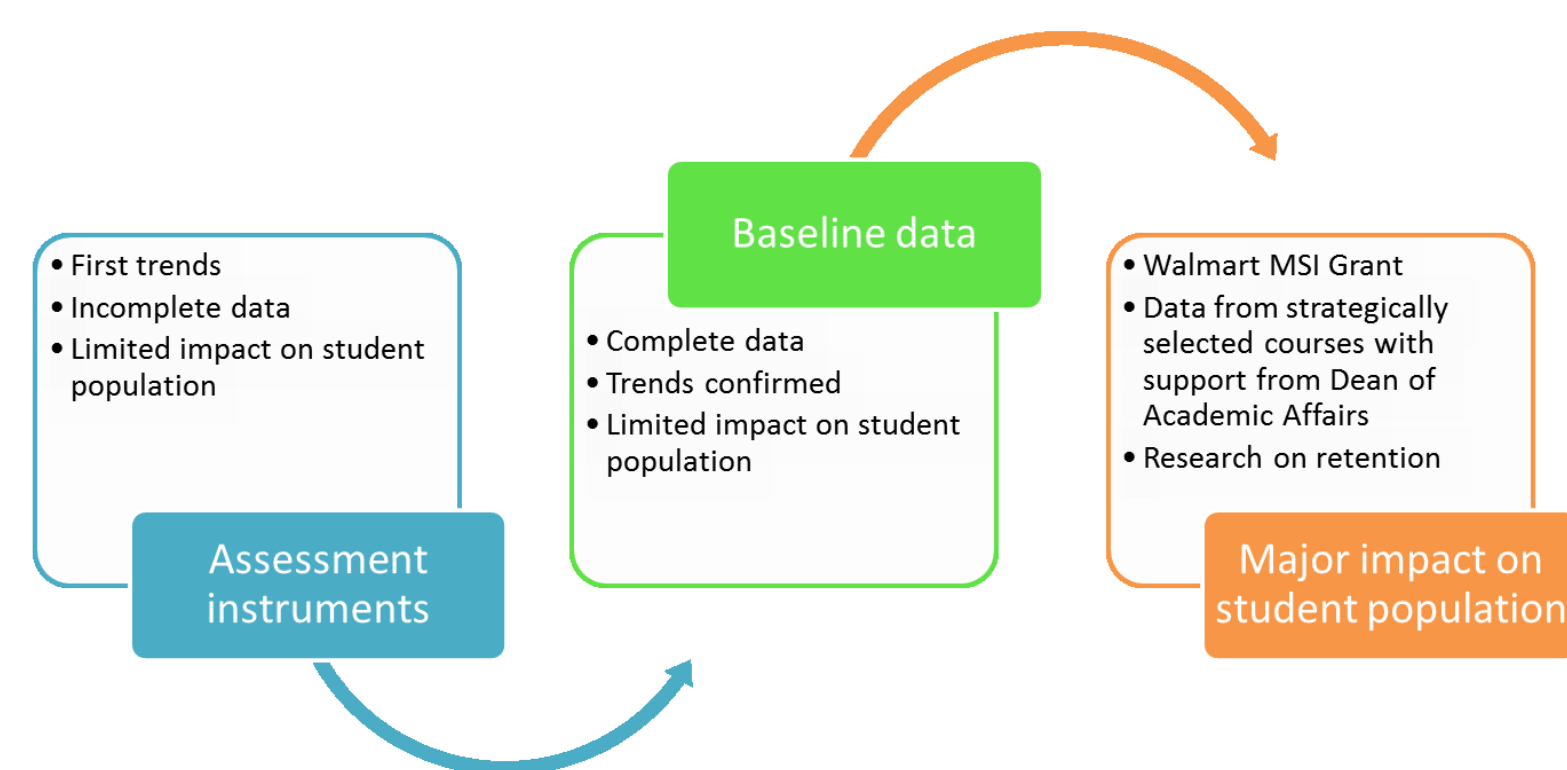 • First trends
• Incomplete data
• Limited impact on student
population
Assessment
instruments
Baseline data
• Complete data
• Trends confirmed
• Limited impact on student
population
• Walmart MSI Grant
• Data from strategically
selected courses with
support from Dean of
Academic Affairs
• Research on retention
Major impact on
student population